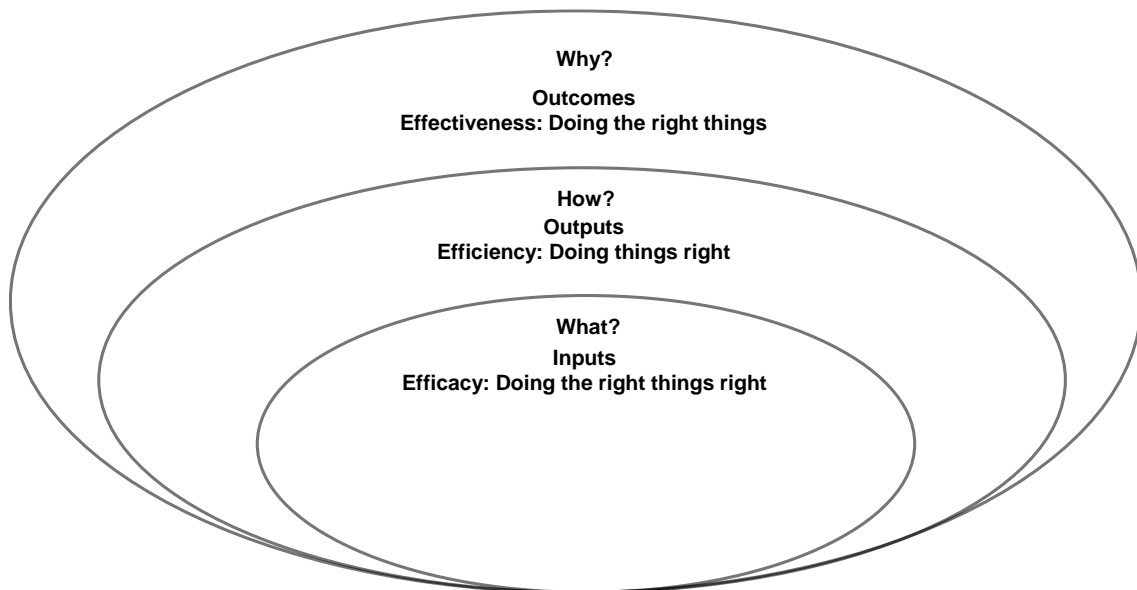 Why?
Outcomes
Effectiveness: Doing the right things
How?
Outputs
Efficiency: Doing things right
What?
Inputs
Efficacy: Doing the right things right